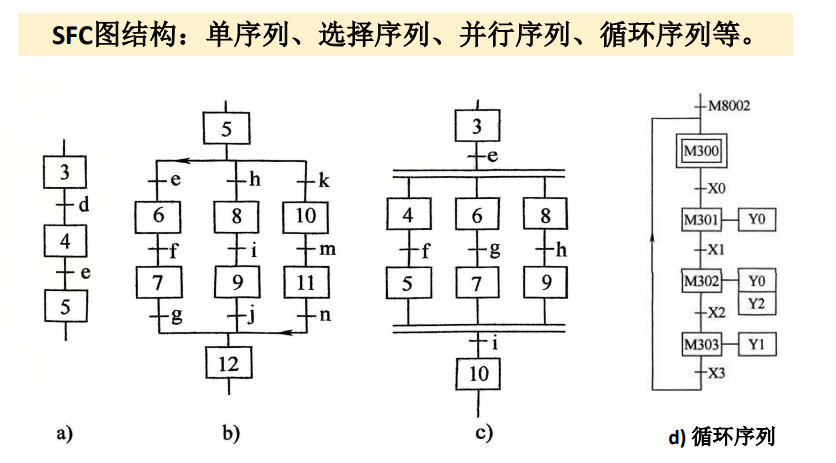 SFC图结构：单序列、选择序列、并行序列、循环序列等。
3
d
4
e
5
a)
5
e h k
6 8 10
f i m
7 9 11
g j n
12
b)
3
e
4 6 8
f g h
5 7 9
i
10
c)
M8002
M300
X0
M301 Y0
X1
M302 Y0
Y2
X2
M303 Y1
X3
d) 循环序列